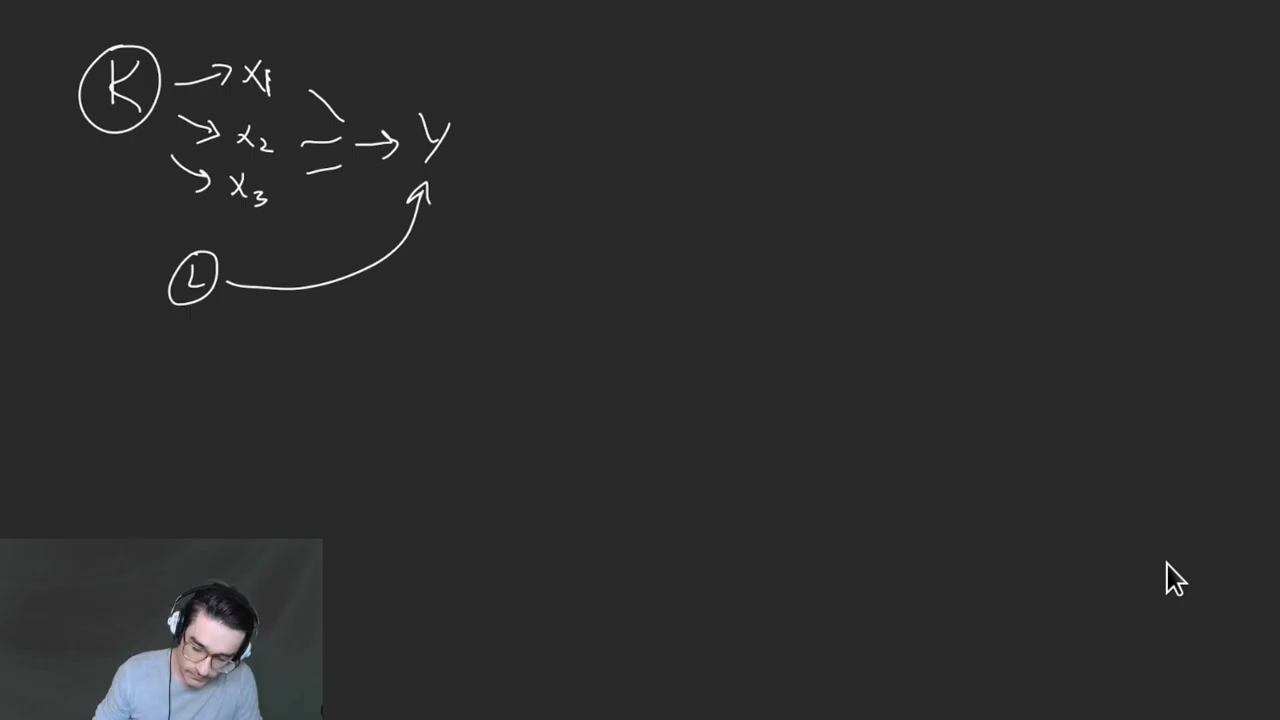 K → x1
→ x2 → y
→ x3
L